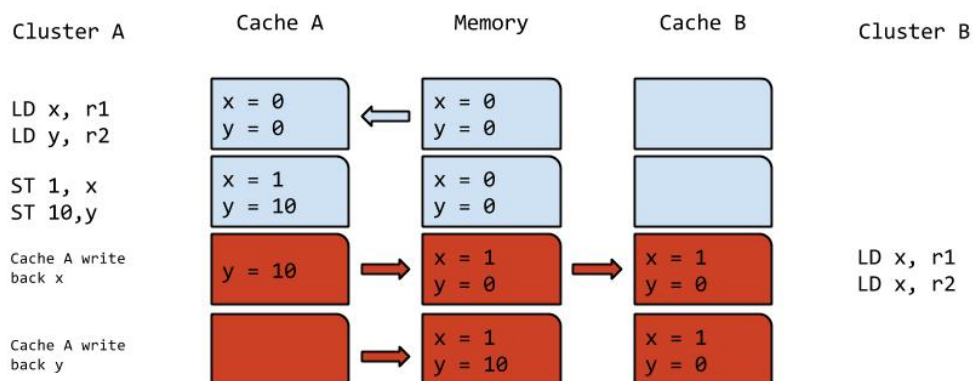 Cluster A
Cache A
Memory
Cache B
Cluster B
LD x, r1
LD y, r2
x = 0
y = 0
x = 0
y = 0
ST 1, x
ST 10,y
x = 1
y = 10
x = 0
y = 0
Cache A write
back x
y = 10
x = 1
y = 0
x = 1
y = 0
LD x, r1
LD x, r2
Cache A write
back y
x = 1
y = 10
x = 1
y = 0